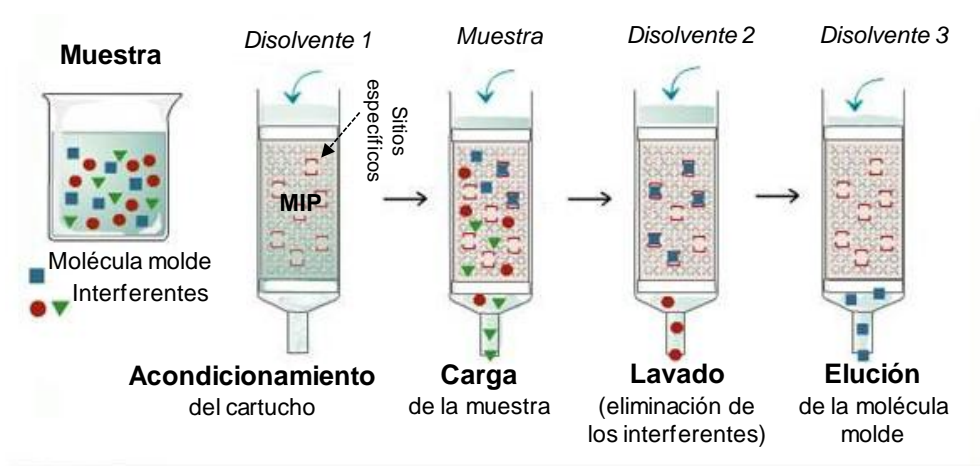 Muestra
Disolvente 1
Muestra
Disolvente 2
Disolvente 3
Sitios
específicos
MIP
Molécula molde
Interferentes
Acondicionamiento
del cartucho
Carga
de la muestra
Lavado
(eliminación de
los interferentes)
Elución
de la molécula
molde